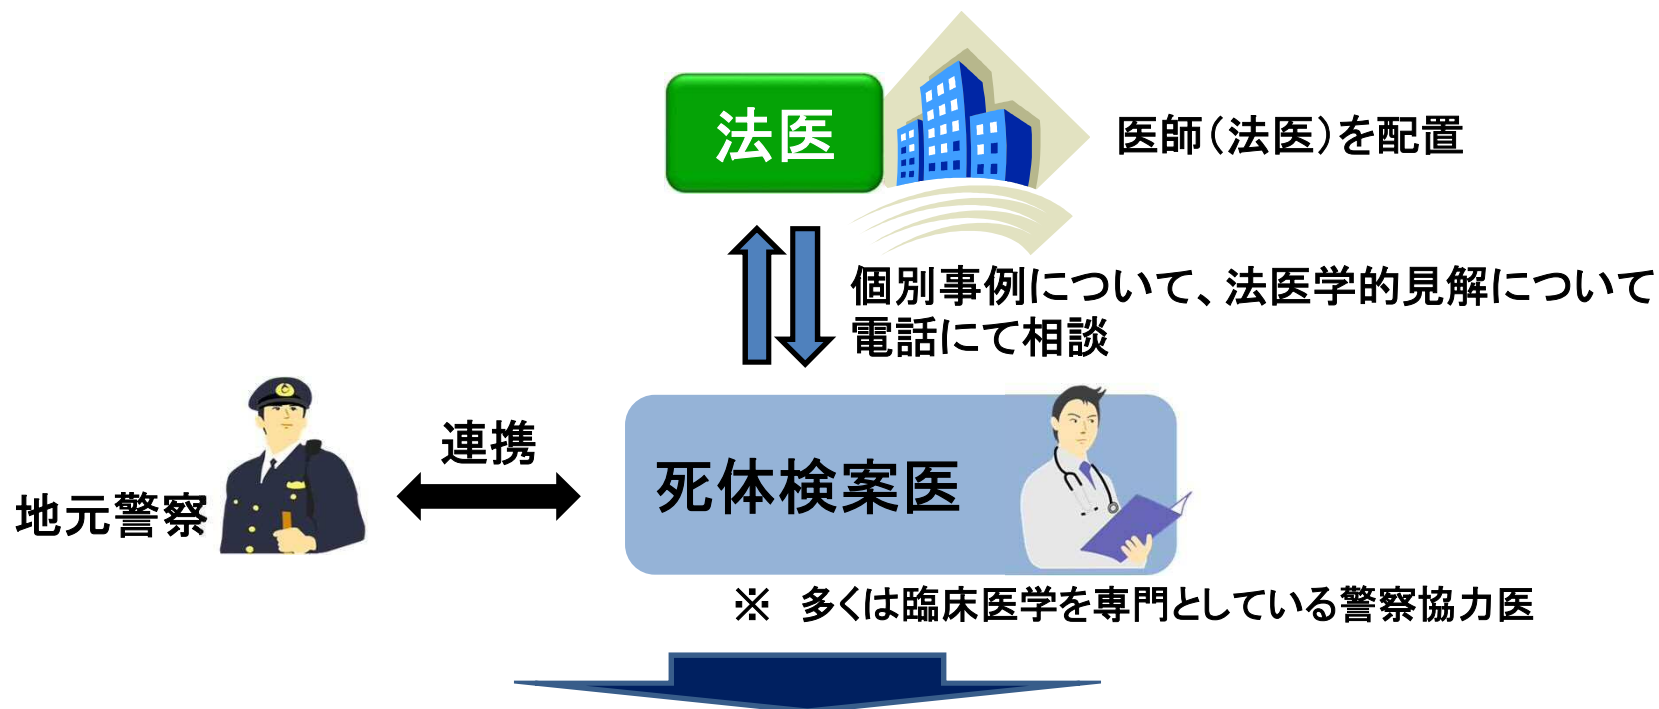 法医
医師(法医)を配置
個別事例について、法医学的見解について
電話にて相談
連携
地元警察
死体検案医
※ 多くは臨床医学を専門としている警察協力医